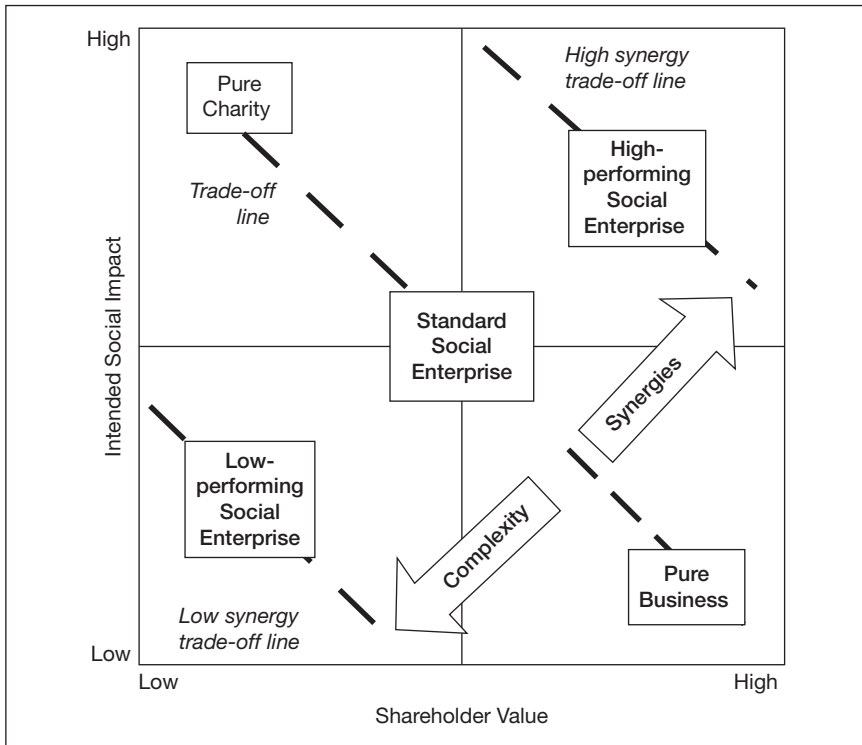 High
Pure
Charity
High synergy
trade-off line
High-
performing
Social
Enterprise
Trade-off
line
Standard
Social
Enterprise
Intended Social Impact
Synergies
Low-
performing
Social
Enterprise
Complexity
Pure
Business
Low synergy
trade-off line
Low
Low
High
Shareholder Value